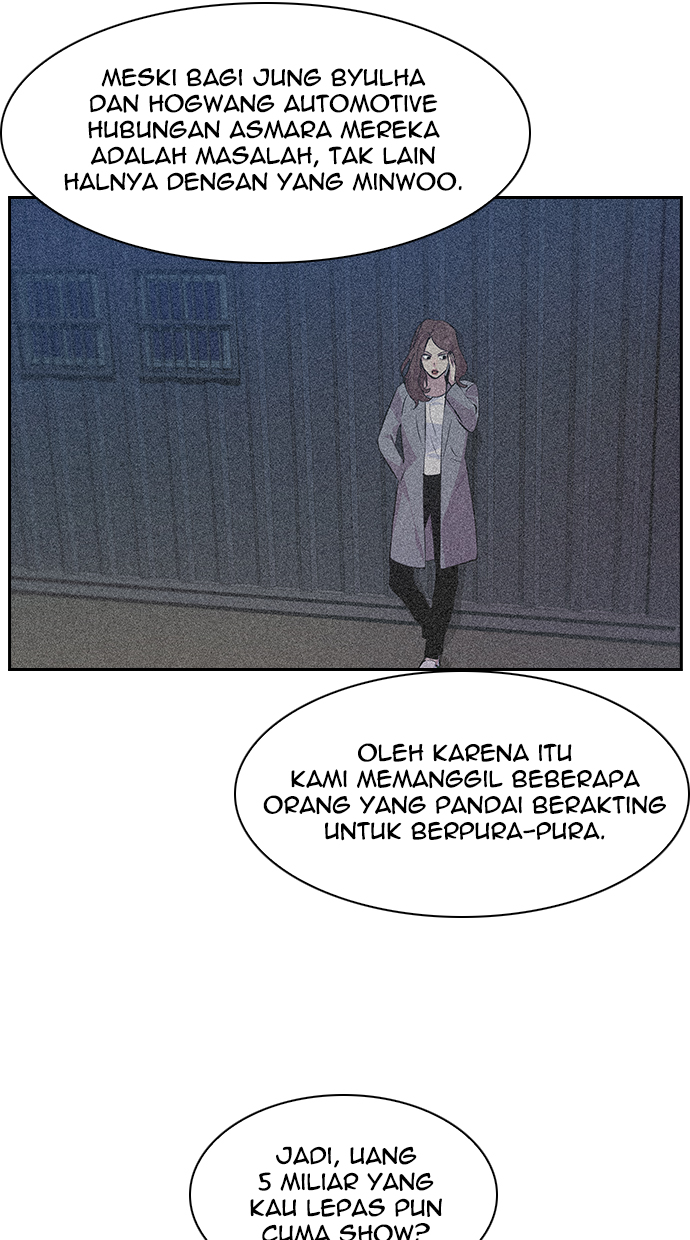 MESKI BAGI JUNG BYULHA
DAN HOGWANG AUTOMOTIVE
HUBUNGAN ASMARA MEREKA
ADALAH MASALAH, TAK LAIN
HALNYA DENGAN YANG MINWOO.
OLEH KARENA ITU
KAMI MEMANGGIL BEBERAPA
ORANG YANG PANDAI BERAKTING
UNTUK BERPURA-PURA.
JADI, UANG
5 MILIAR YANG
KAU LEPAS PUN
CUMA SHOW?